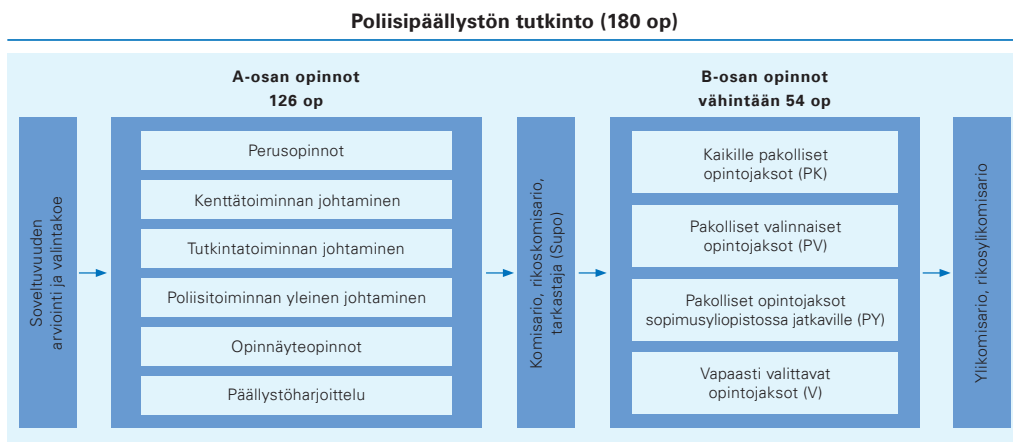 Poliisipäällystön tutkinto (180 op)
Soveltuvuuden
arviointi ja valintakoe
A-osan opinnot
126 op
Perusopinnot
Kenttätoiminnan johtaminen
Tutkintatoiminnan johtaminen
Poliisitoiminnan yleinen johtaminen
Opinnäyteopinnot
Päällystöharjoittelu
Komisario, rikoskomisario,
tarkastaja (Supo)
B-osan opinnot
vähintään 54 op
Kaikille pakolliset
opintojaksot (PK)
Pakolliset valinnaiset
opintojaksot (PV)
Pakolliset opintojaksot
sopimusyliopistossa jatkaville (PY)
Vapaasti valittavat
opintojaksot (V)
Ylikomisario, rikosylikomisario